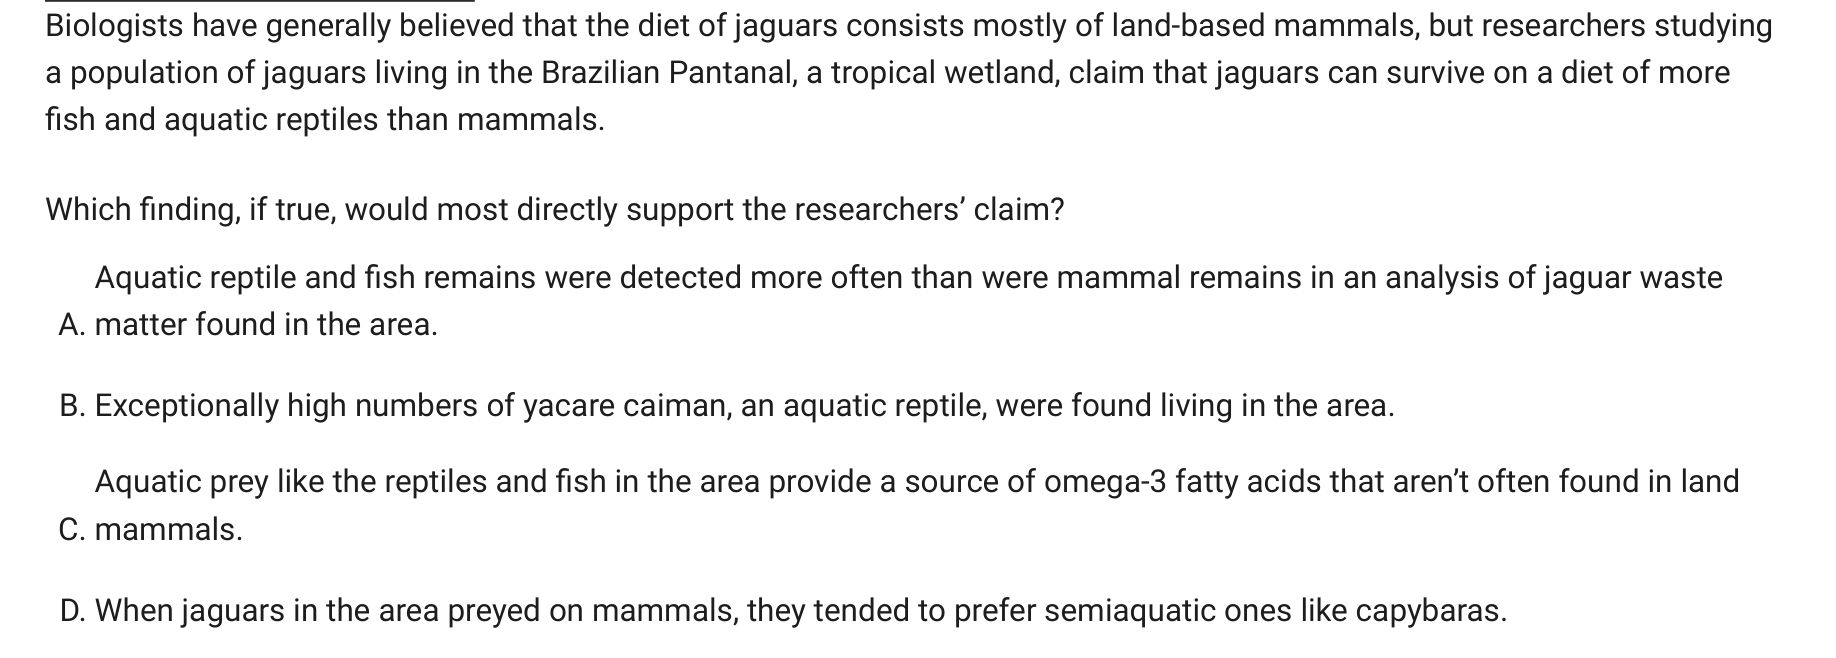 Biologists have generally believed that the diet of jaguars consists mostly of land-based mammals, but researchers studying
a population of jaguars living in the Brazilian Pantanal, a tropical wetland, claim that jaguars can survive on a diet of more
fish and aquatic reptiles than mammals.
Which finding, if true, would most directly support the researchers’ claim?
Aquatic reptile and fish remains were detected more often than were mammal remains in an analysis of jaguar waste
A. matter found in the area.
B. Exceptionally high numbers of yacare caiman, an aquatic reptile, were found living in the area.
Aquatic prey like the reptiles and fish in the area provide a source of omega-3 fatty acids that aren’t often found in land
C. mammals.
D. When jaguars in the area preyed on mammals, they tended to prefer semiaquatic ones like capybaras.